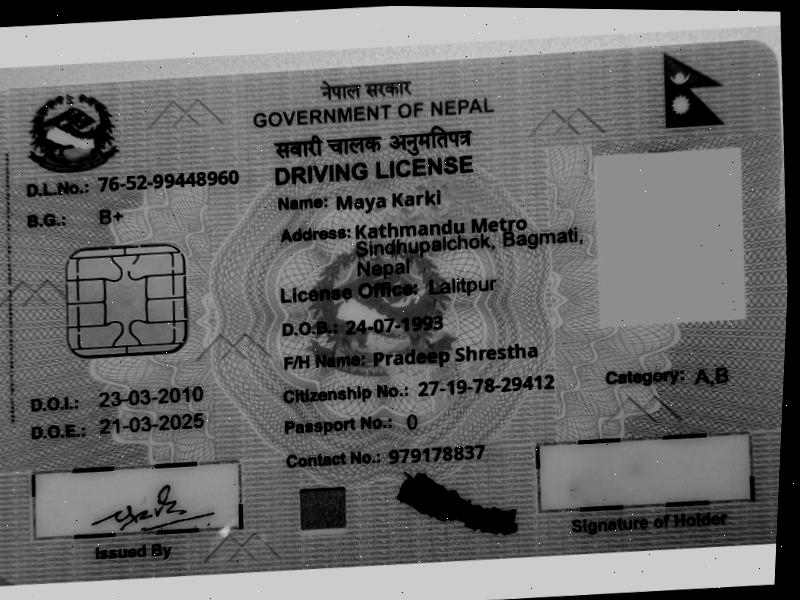 नेपाल सरकार
GOVERNMENT OF NEPAL
सवारी चालक अनुमतिपत्र
DRIVING LICENSE
D.L.No.: 76-52-99448960
B.G.: B+
Name: Maya Karki
Address: Kathmandu Metro
Sindhupalchok, Bagmati,
Nepal
License Office: Lalitpur
D.O.B.: 24-07-1993
F/H Name: Pradeep Shrestha
Citizenship No.: 27-19-78-29412
Category: A,B
D.O.I.: 23-03-2010
D.O.E.: 21-03-2025
Passport No.: 0
Contact No.: 979178837
Issued By
Signature of Holder